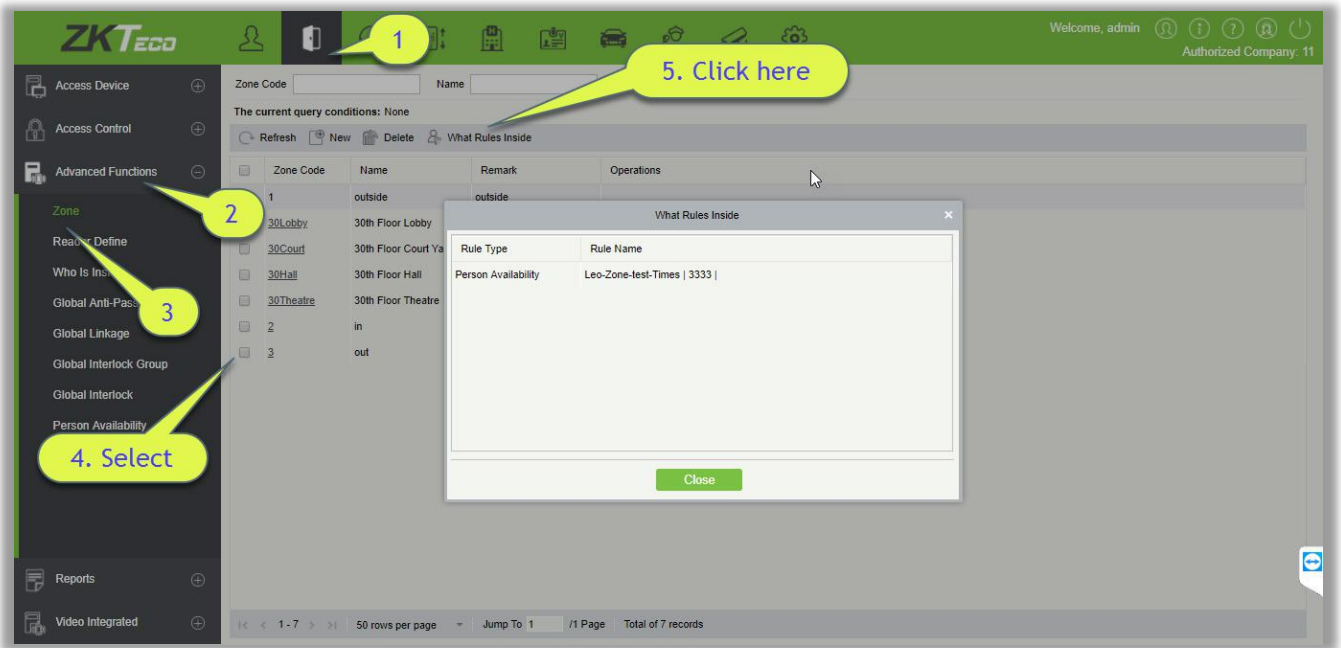 ZKTeco
1
Welcome, admin
Authorized Company: 11
5. Click here
Access Device
Zone Code
Name
The current query conditions: None
Access Control
Refresh New Delete What Rules Inside
Advanced Functions
Zone Code Name Remark Operations
2
1 outside outside
Zone
30Lobby 30th Floor Lobby
Reader Define
30Court 30th Floor Court Ya
Who Is Ins
30Hall 30th Floor Hall
Global Anti-Pass
30Theatre 30th Floor Theatre
3
Global Linkage
2 in
Global Interlock Group
3 out
Global Interlock
Person Availability
4. Select
What Rules Inside
Rule Type Rule Name
Person Availability Leo-Zone-test-Times | 3333 |
Close
Reports
Video Integrated
1 - 7 50 rows per page Jump To 1 /1 Page Total of 7 records